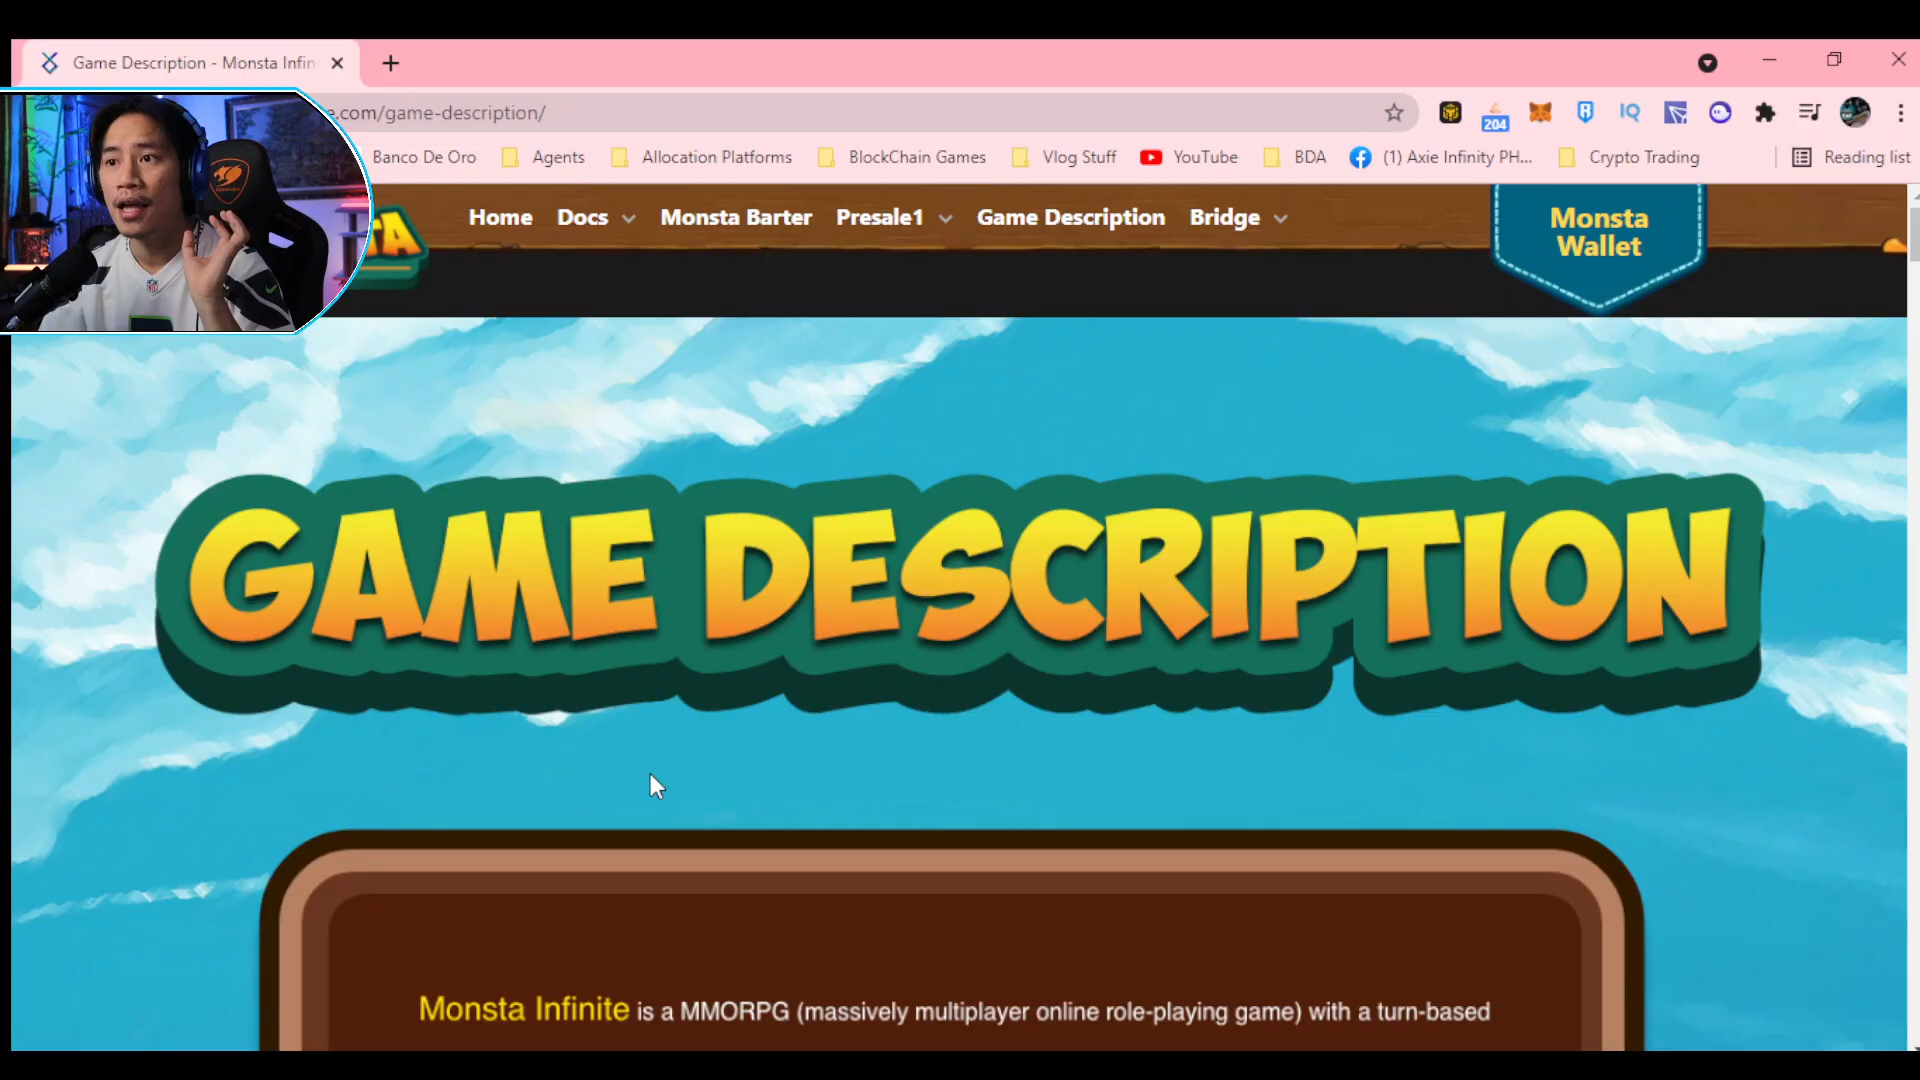 Game Description - Monsta Infin
e.com/game-description/
204
IQ
Banco De Oro
Agents
Allocation Platforms
BlockChain Games
Vlog Stuff
YouTube
BDA
(1) Axie Infinity PH...
Crypto Trading
Reading list
TA
Home
Docs
Monsta Barter
Presale1
Game Description
Bridge
Monsta
Wallet
GAME DESCRIPTION
Monsta Infinite is a MMORPG (massively multiplayer online role-playing game) with a turn-based